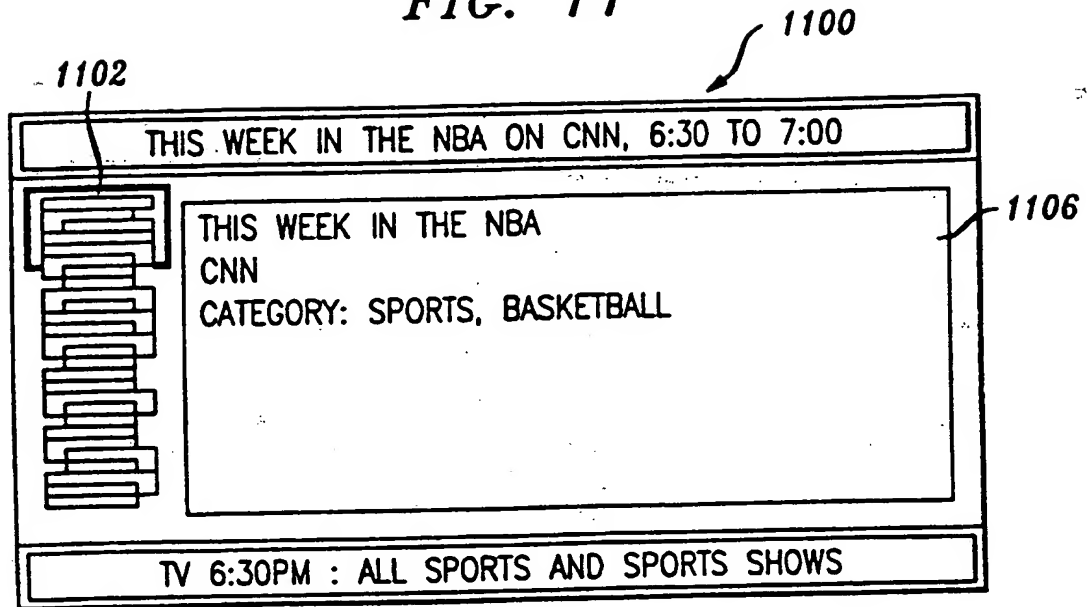 FIG. 11
1100
1102
THIS WEEK IN THE NBA ON CNN, 6:30 TO 7:00
1106
THIS WEEK IN THE NBA
CNN
CATEGORY: SPORTS, BASKETBALL
TV 6:30PM : ALL SPORTS AND SPORTS SHOWS